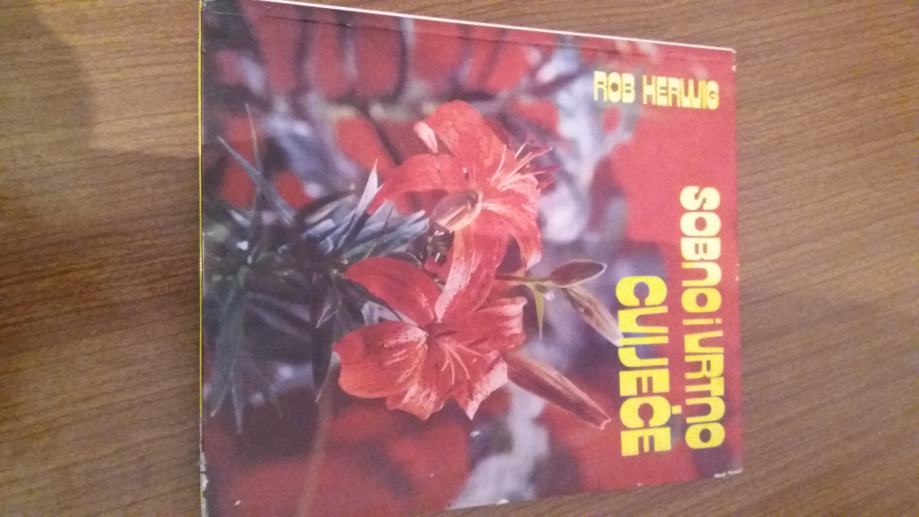 ROB HERWIG
SOBNO i VRTNO
CVIJEĆE